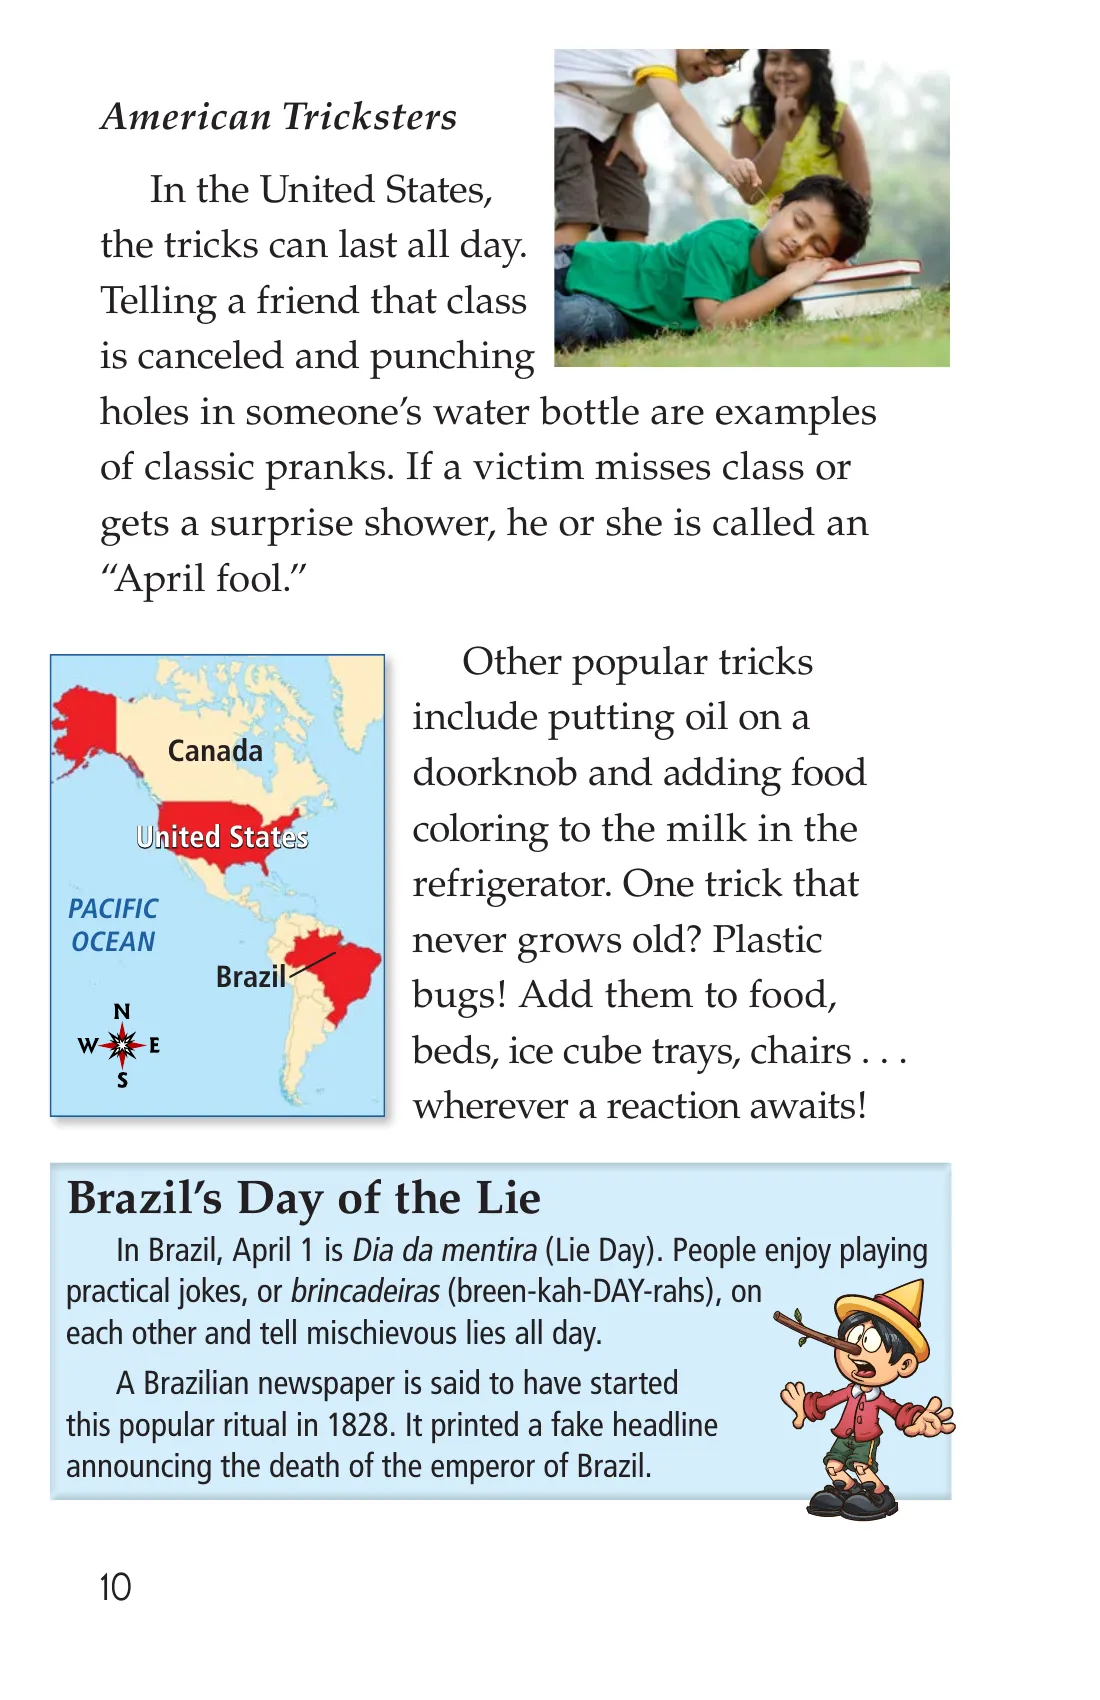 American Tricksters
In the United States,
the tricks can last all day.
Telling a friend that class
is canceled and punching
holes in someone’s water bottle are examples
of classic pranks. If a victim misses class or
gets a surprise shower, he or she is called an
“April fool.”
Canada
United States
PACIFIC
OCEAN
Brazil
N
W E
S
Other popular tricks
include putting oil on a
doorknob and adding food
coloring to the milk in the
refrigerator. One trick that
never grows old? Plastic
bugs! Add them to food,
beds, ice cube trays, chairs . . .
wherever a reaction awaits!
Brazil’s Day of the Lie
In Brazil, April 1 is Dia da mentira (Lie Day). People enjoy playing
practical jokes, or brincadeiras (breen-kah-DAY-rahs), on
each other and tell mischievous lies all day.
A Brazilian newspaper is said to have started
this popular ritual in 1828. It printed a fake headline
announcing the death of the emperor of Brazil.
10